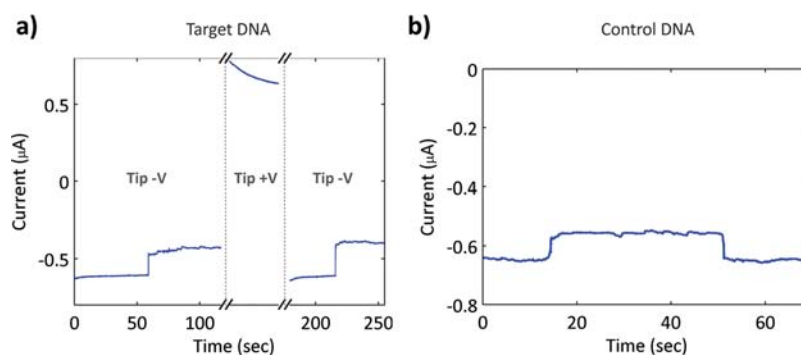 a)
Target DNA
0.5
0
-0.5
Current (µA)
Tip -V
Tip +V
Tip -V
0
100
200
250
Time (sec)
b)
Control DNA
0
-0.2
-0.4
-0.6
-0.8
Current (µA)
0
20
40
60
Time (sec)